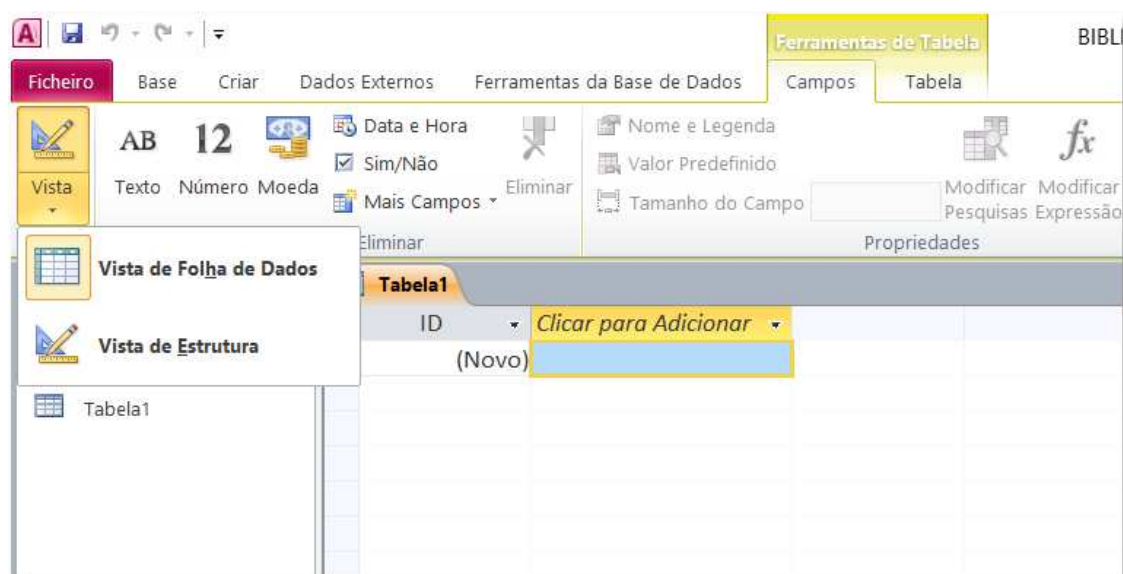 Ferramentas de Tabela BIBLI
Ficheiro Base Criar Dados Externos Ferramentas da Base de Dados Campos Tabela
Vista
AB Texto
12 Número
Moeda
Data e Hora
Sim/Não
Mais Campos
Eliminar
Nome e Legenda
Valor Predefinido
Tamanho do Campo
Modificar Pesquisas
fx
Modificar Expressão
Eliminar
Propriedades
Vista de Folha de Dados
Vista de Estrutura
Tabela1
ID Clicar para Adicionar
(Novo)
Tabela1